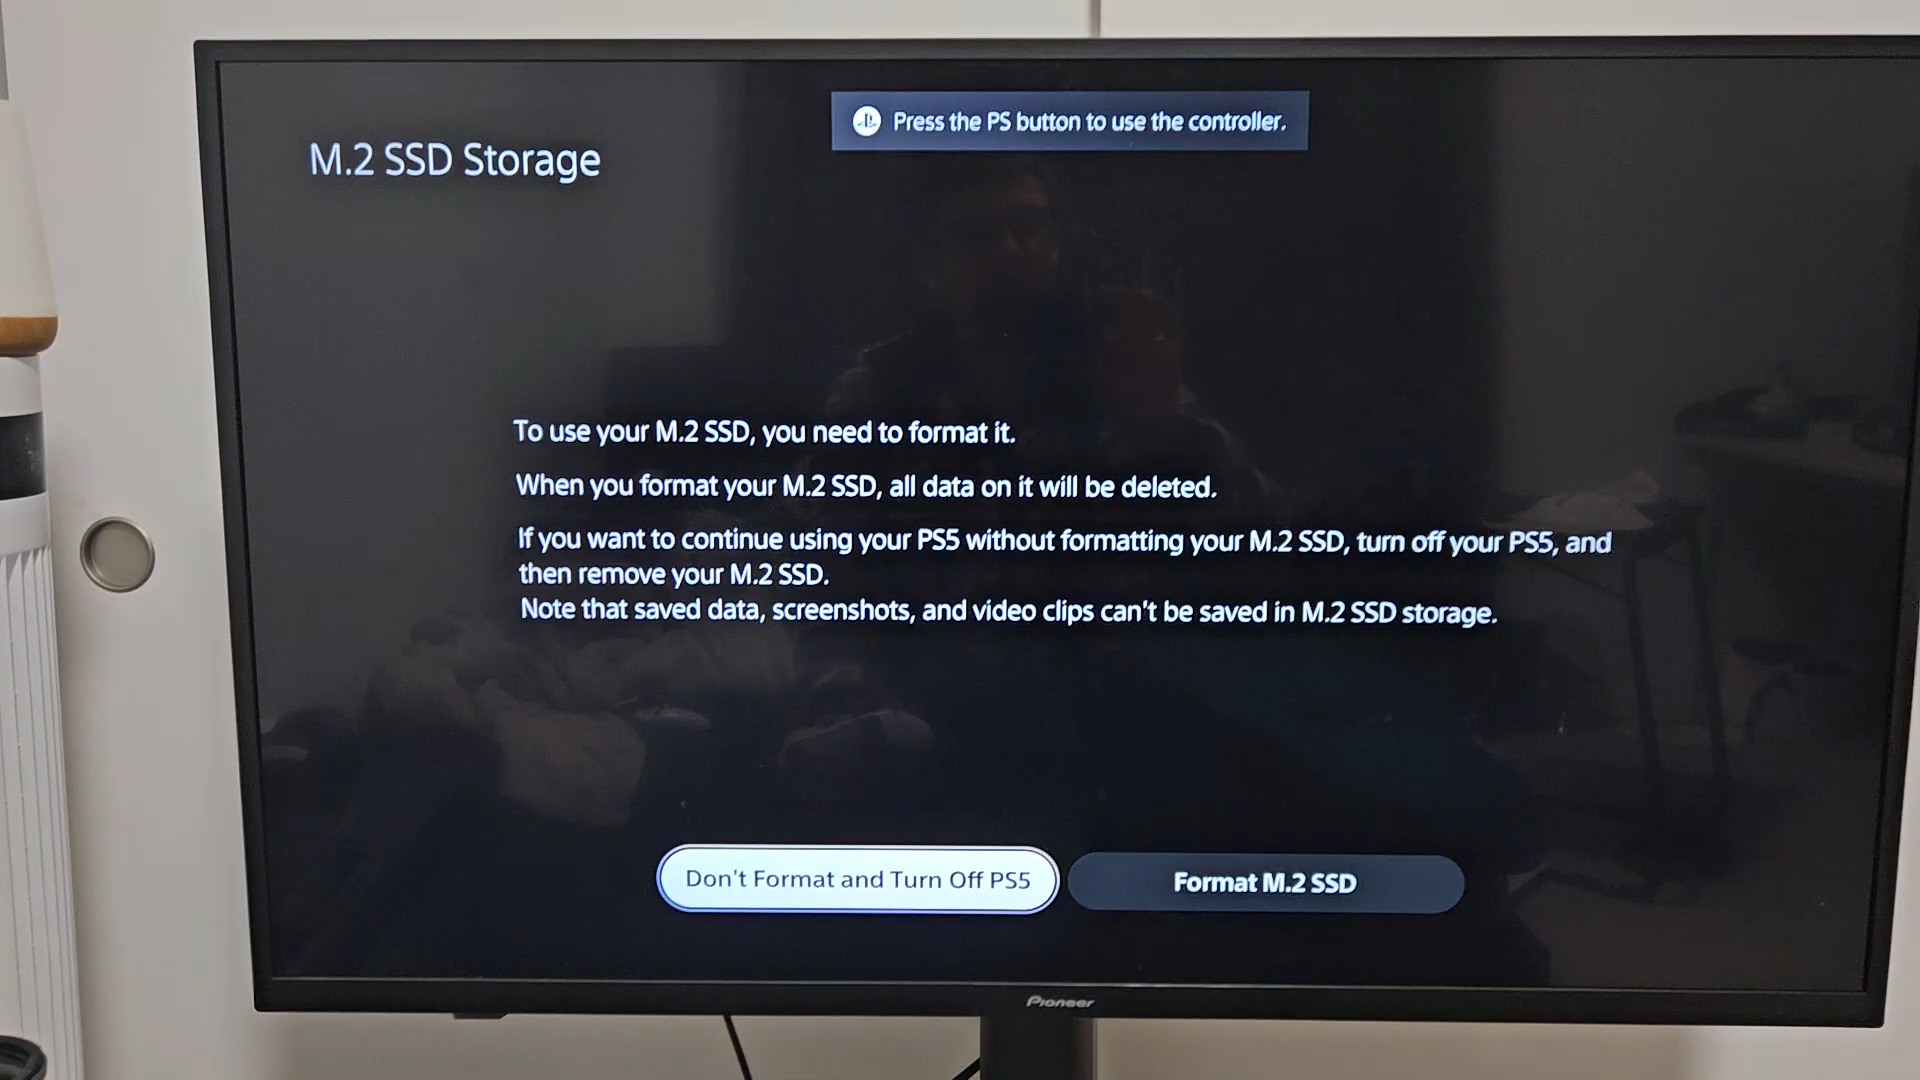 Press the PS button to use the controller.
M.2 SSD Storage
To use your M.2 SSD, you need to format it.
When you format your M.2 SSD, all data on it will be deleted.
If you want to continue using your PS5 without formatting your M.2 SSD, turn off your PS5, and
then remove your M.2 SSD.
Note that saved data, screenshots, and video clips can't be saved in M.2 SSD storage.
Don't Format and Turn Off PS5
Format M.2 SSD
Pioneer